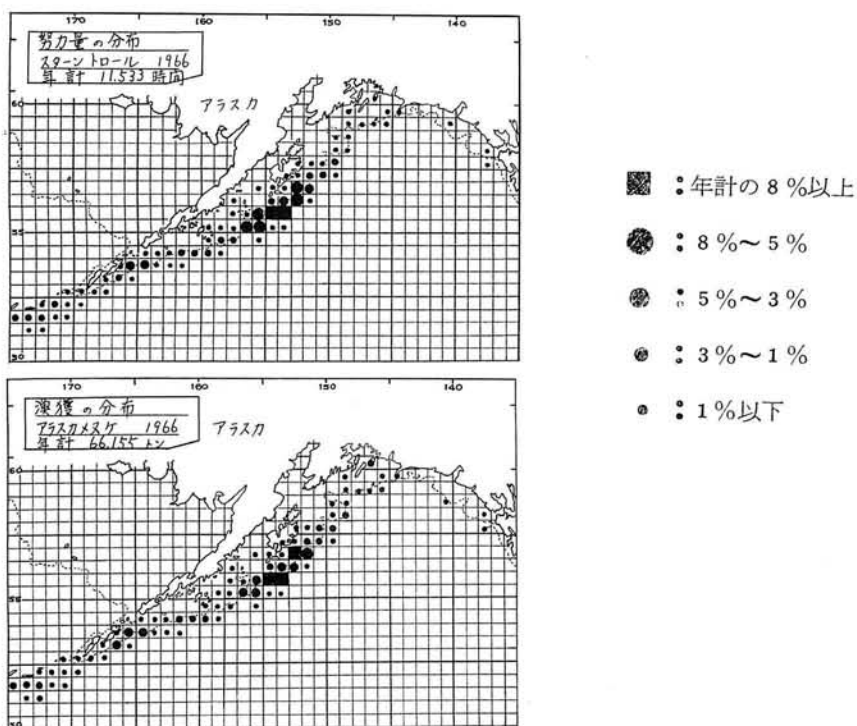 170 160 150 140
努力量の分布
スターントロール 1966
年計 11.533 時間
60
アラスカ
55
50
170 160 150 140
漁獲の分布
アラスカメヌケ 1966
年計 66.155 トン
アラスカ
60
55
50
: 年計の 8 %以上
: 8 %～ 5 %
: 5 %～ 3 %
: 3 %～ 1 %
: 1 %以下